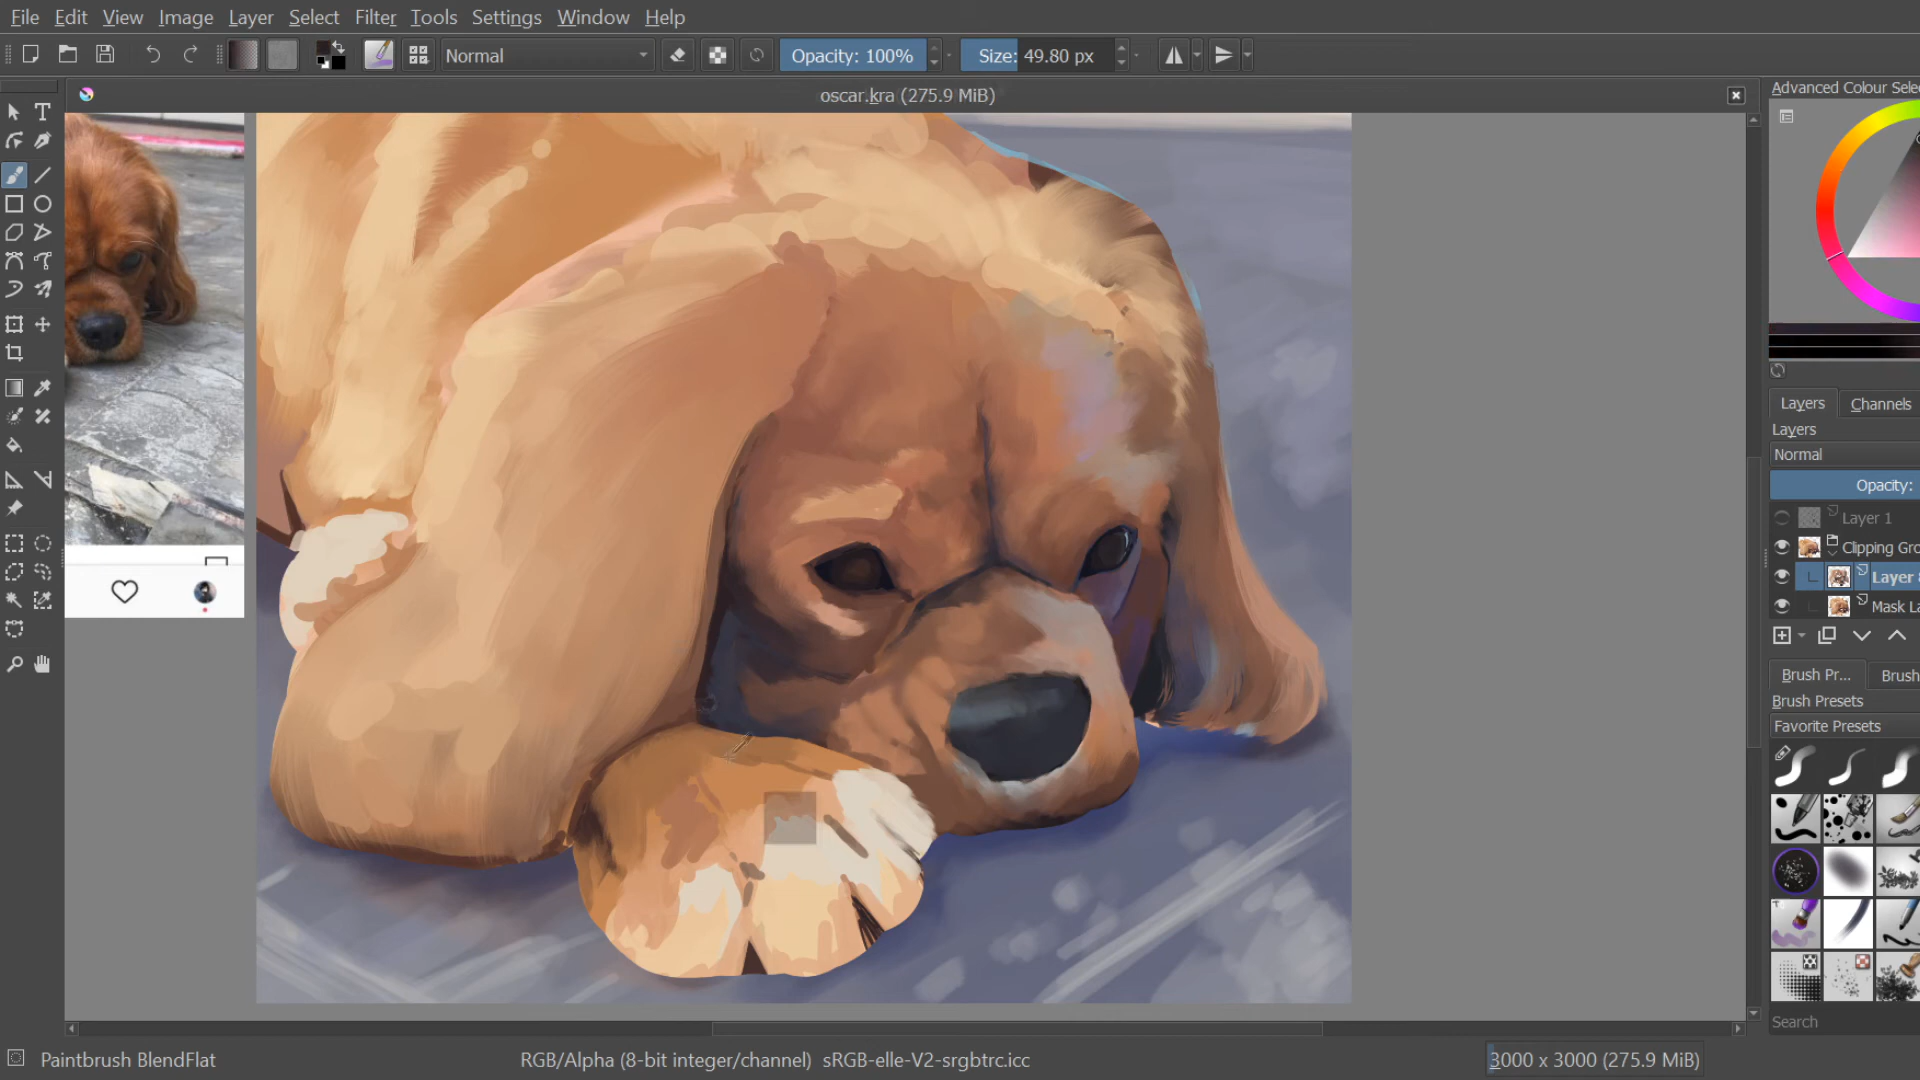 File Edit View Image Layer Select Filter Tools Settings Window Help
Normal Opacity: 100% Size: 49.80 px
oscar.kra (275.9 MiB)
Advanced Colour Sele
Layers Channels
Layers
Normal
Opacity:
Layer 1
Clipping Gro
Layer
Mask La
Brush Pr... Brush
Brush Presets
Favorite Presets
Search
Paintbrush BlendFlat RGB/Alpha (8-bit integer/channel) sRGB-elle-V2-srgbtrc.icc 3000 x 3000 (275.9 MiB)